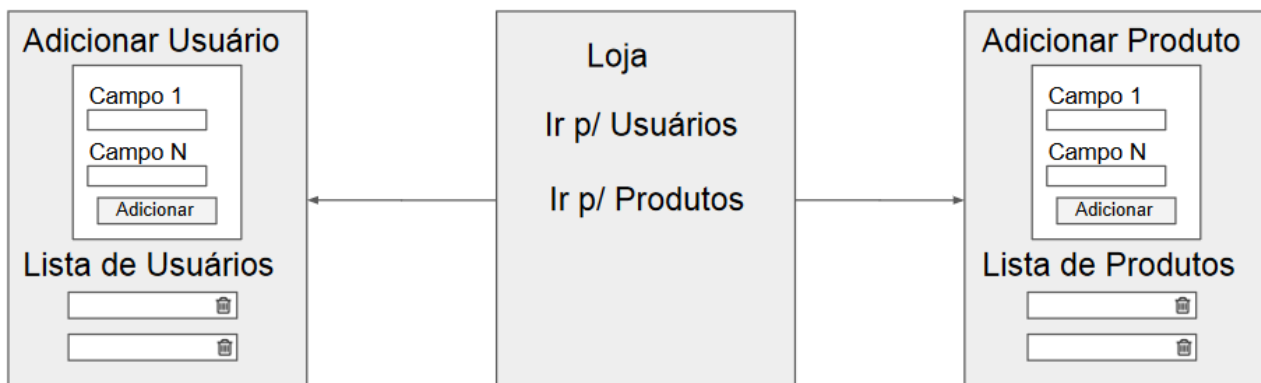 Adicionar Usuário
Campo 1
Campo N
Adicionar
Lista de Usuários
Loja
Ir p/ Usuários
Ir p/ Produtos
Adicionar Produto
Campo 1
Campo N
Adicionar
Lista de Produtos